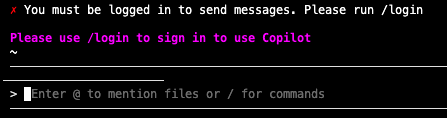 ✗ You must be logged in to send messages. Please run /login
Please use /login to sign in to use Copilot
~
> Enter @ to mention files or / for commands